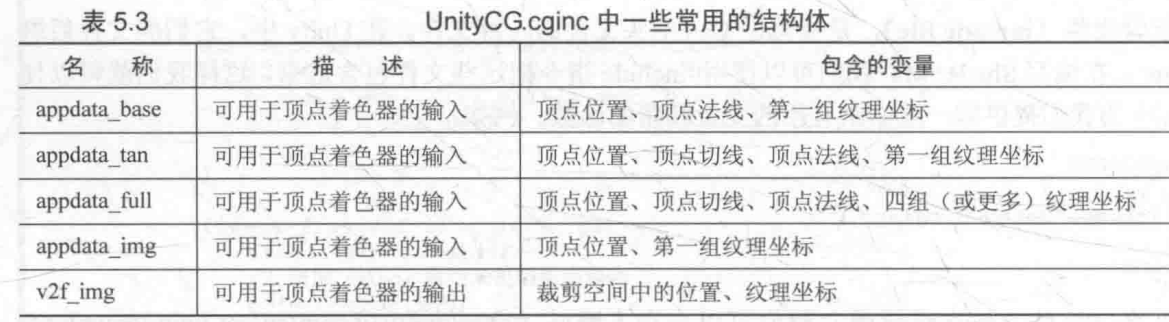 表 5.3 UnityCG.cginc 中一些常用的结构体
名 称 描 述 包含的变量
appdata_base 可用于顶点着色器的输入 顶点位置、顶点法线、第一组纹理坐标
appdata_tan 可用于顶点着色器的输入 顶点位置、顶点切线、顶点法线、第一组纹理坐标
appdata_full 可用于顶点着色器的输入 顶点位置、顶点切线、顶点法线、四组（或更多）纹理坐标
appdata_img 可用于顶点着色器的输入 顶点位置、第一组纹理坐标
v2f_img 可用于顶点着色器的输出 裁剪空间中的位置、纹理坐标